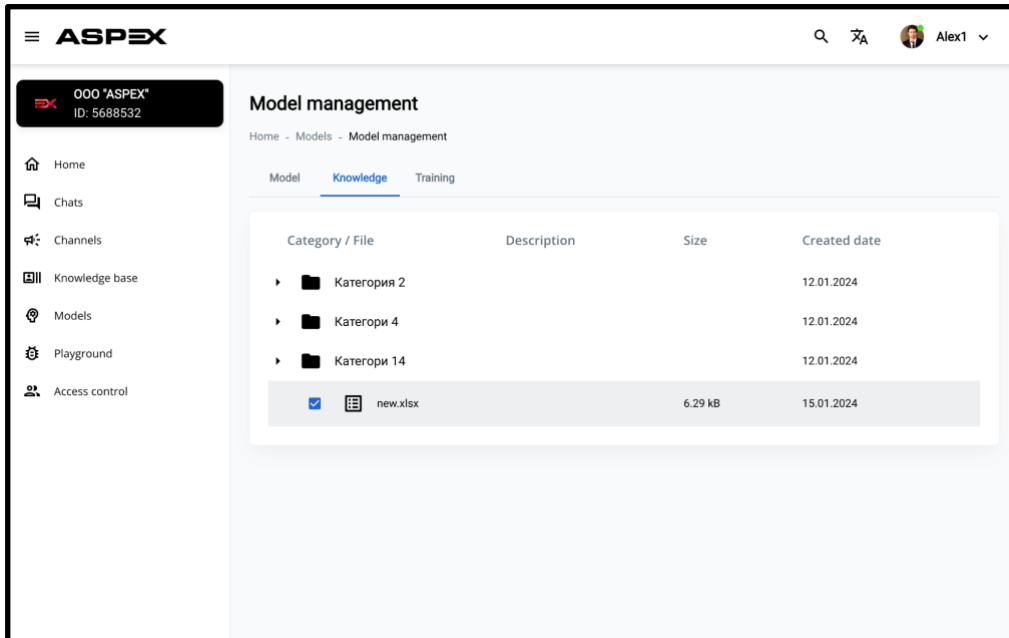 ASPEX
Alex1
ООО "ASPEX"
ID: 5688532
Home
Chats
Channels
Knowledge base
Models
Playground
Access control
Model management
Home - Models - Model management
Model Knowledge Training
Category / File Description Size Created date
Категория 2 12.01.2024
Категори 4 12.01.2024
Категори 14 12.01.2024
new.xlsx 6.29 kB 15.01.2024